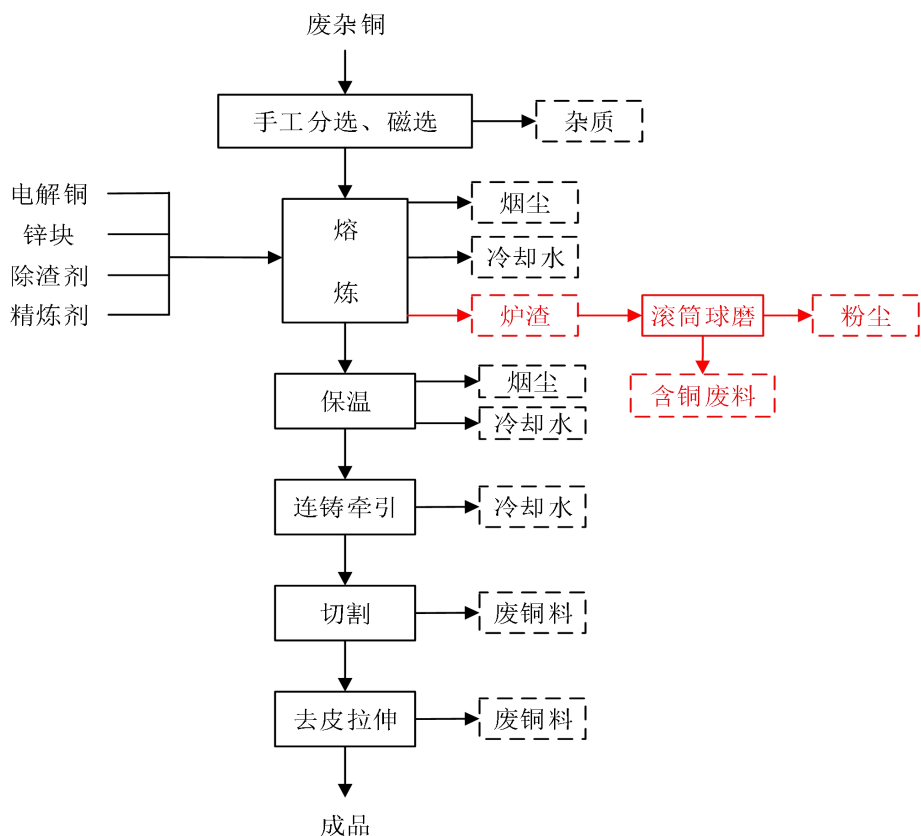 废杂铜
手工分选、磁选
杂质
电解铜
锌块
除渣剂
精炼剂
熔
炼
烟尘
冷却水
炉渣
滚筒球磨
粉尘
含铜废料
保温
烟尘
冷却水
连铸牵引
冷却水
切割
废铜料
去皮拉伸
废铜料
成品